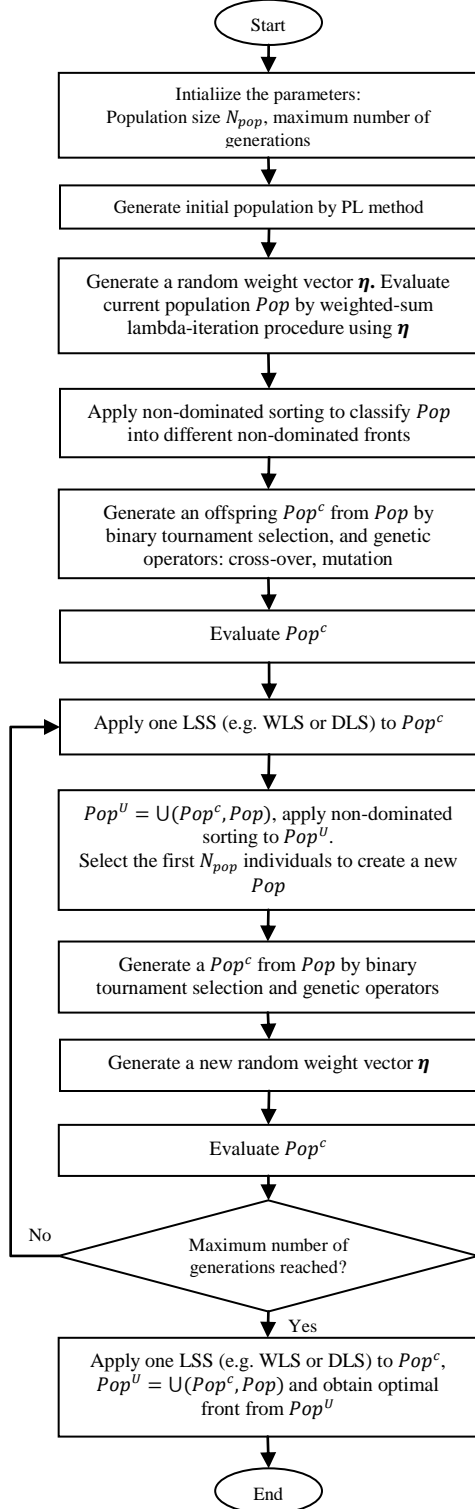 Start
Intialiize the parameters:
Population size N_pop, maximum number of
generations
Generate initial population by PL method
Generate a random weight vector η. Evaluate
current population Pop by weighted-sum
lambda-iteration procedure using η
Apply non-dominated sorting to classify Pop
into different non-dominated fronts
Generate an offspring Pop^c from Pop by
binary tournament selection, and genetic
operators: cross-over, mutation
Evaluate Pop^c
Apply one LSS (e.g. WLS or DLS) to Pop^c
Pop^U = ∪(Pop^c, Pop), apply non-dominated
sorting to Pop^U.
Select the first N_pop individuals to create a new
Pop
Generate a Pop^c from Pop by binary
tournament selection and genetic operators
Generate a new random weight vector η
Evaluate Pop^c
No
Maximum number of
generations reached?
Yes
Apply one LSS (e.g. WLS or DLS) to Pop^c,
Pop^U = ∪(Pop^c, Pop) and obtain optimal
front from Pop^U
End